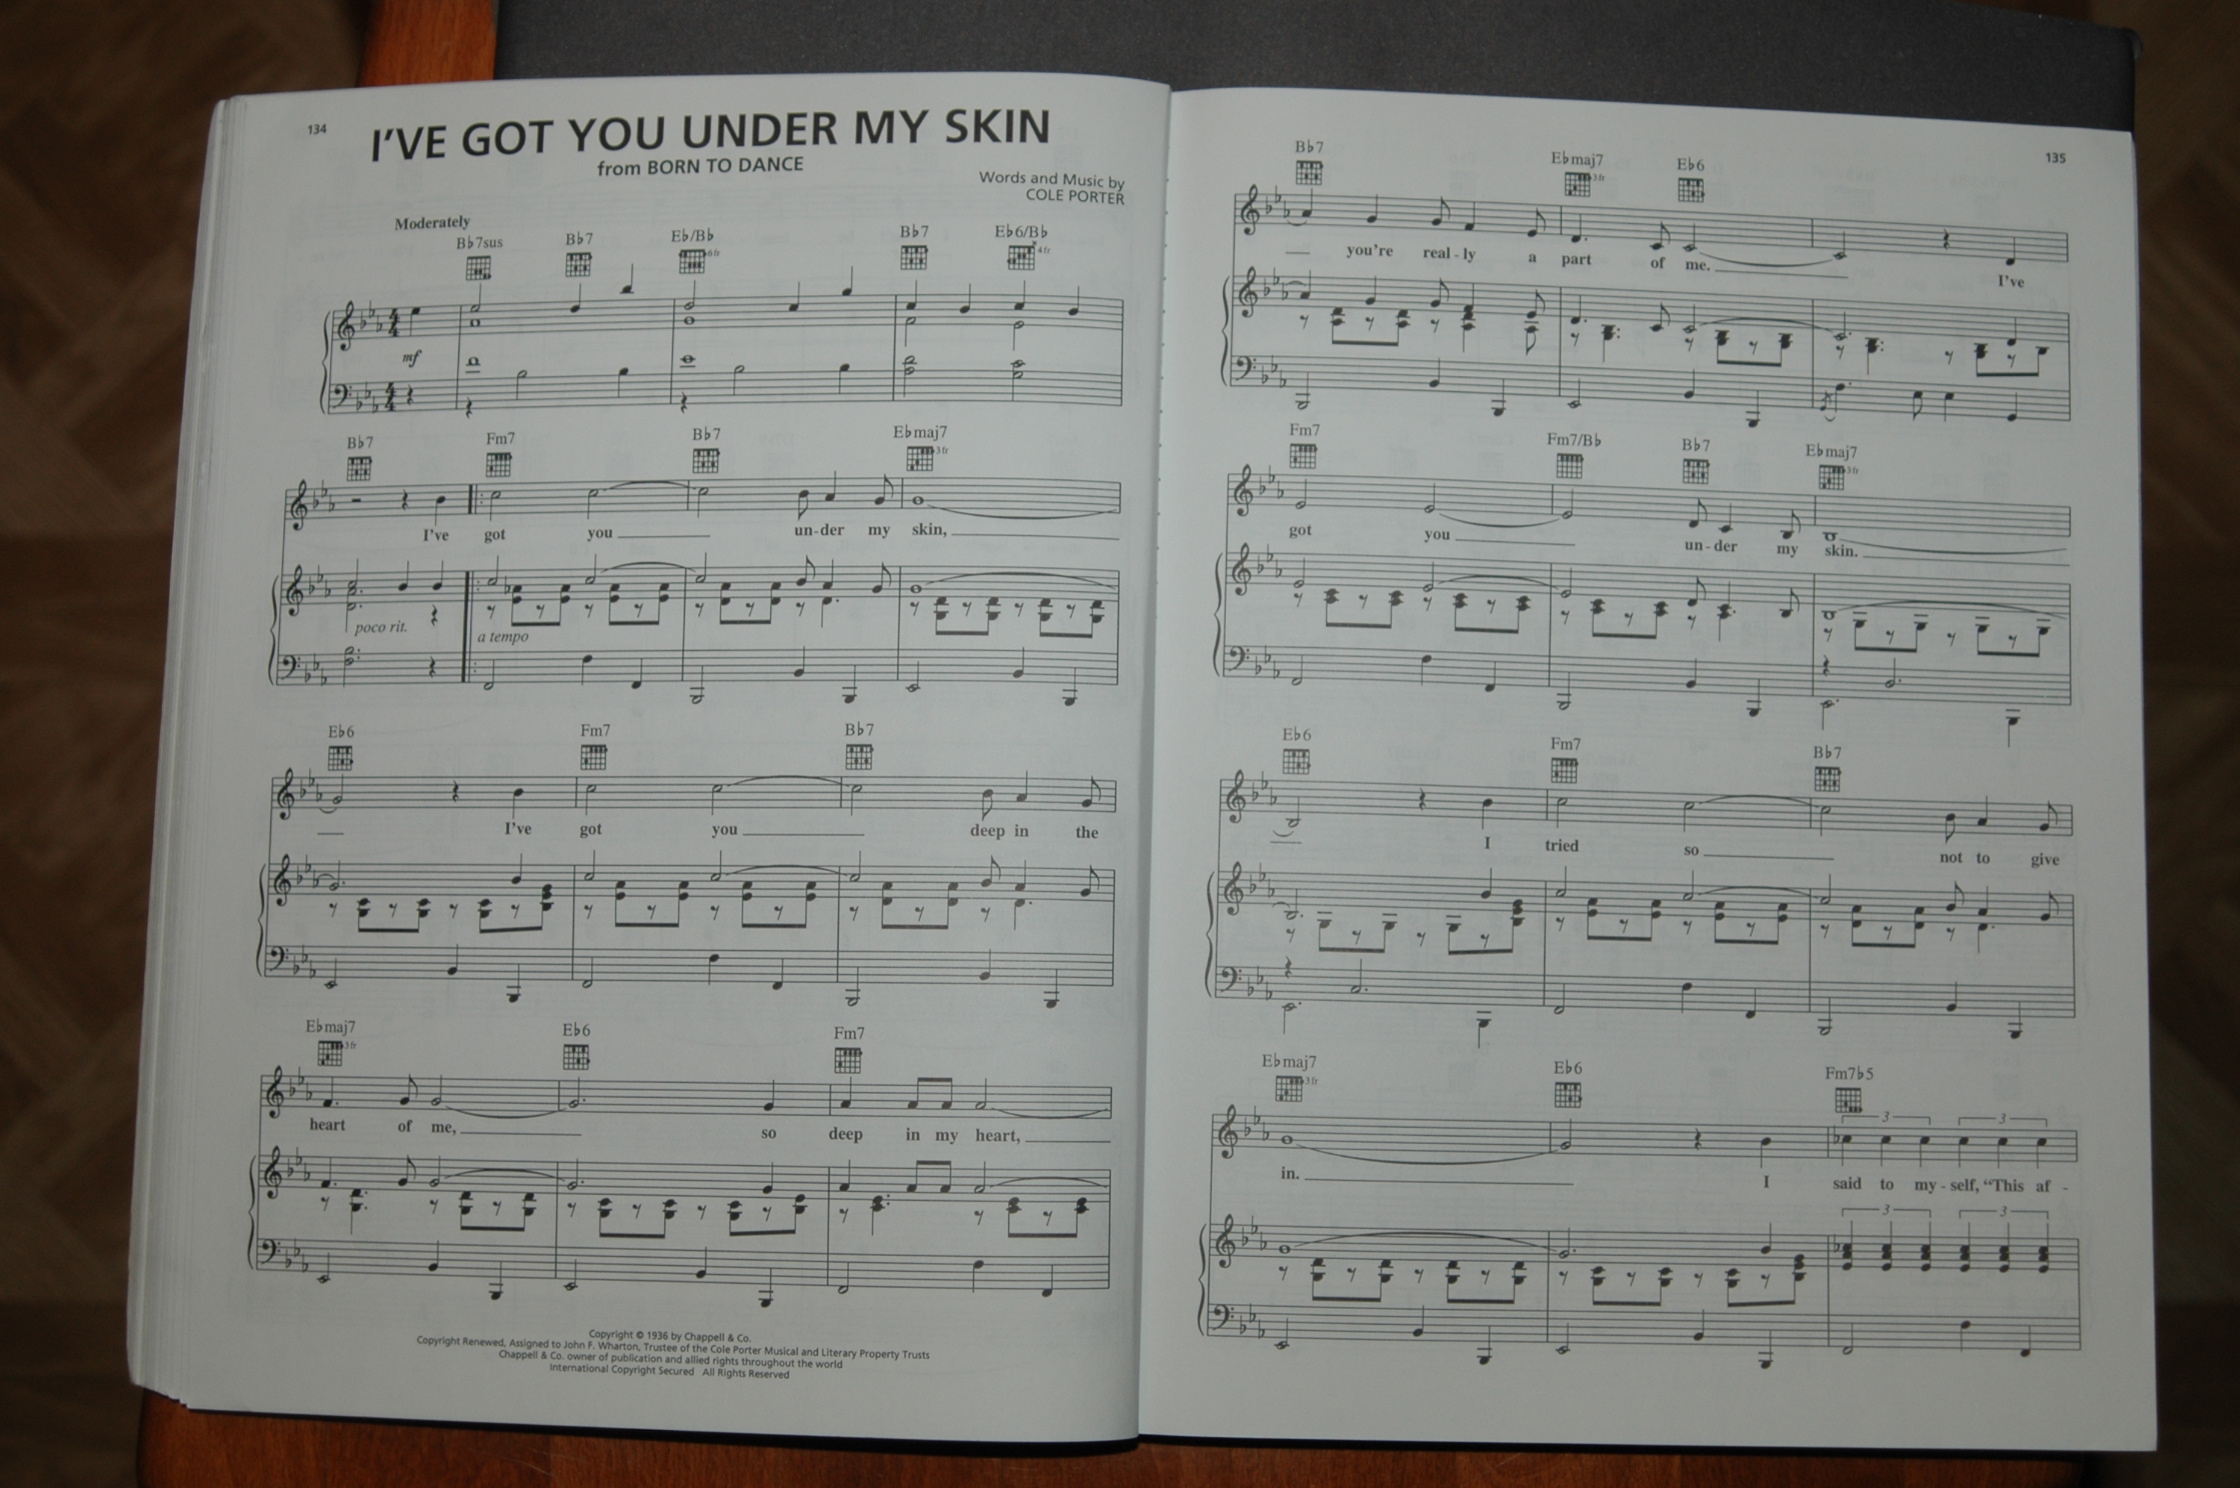 134
I'VE GOT YOU UNDER MY SKIN
from BORN TO DANCE
Words and Music by
COLE PORTER
Moderately
B♭7sus B♭7 E♭/B♭ B♭7 E♭6/B♭
6fr 4fr
mf
B♭7 Fm7 B♭7 E♭maj7
3fr
I've got you un-der my skin,
poco rit. a tempo
E♭6 Fm7 B♭7
I've got you deep in the
E♭maj7 E♭6 Fm7
3fr
heart of me, so deep in my heart,
Copyright © 1936 by Chappell & Co.
Copyright Renewed, Assigned to John F. Wharton, Trustee of the Cole Porter Musical and Literary Property Trusts
Chappell & Co. owner of publication and allied rights throughout the world
International Copyright Secured All Rights Reserved
135
B♭7 E♭maj7 E♭6
3fr
you're real-ly a part of me. I've
Fm7 Fm7/B♭ B♭7 E♭maj7
3fr
got you un-der my skin.
E♭6 Fm7 B♭7
I tried so not to give
E♭maj7 E♭6 Fm7♭5
3fr
3 3
in. I said to my-self, “This af-
3 3